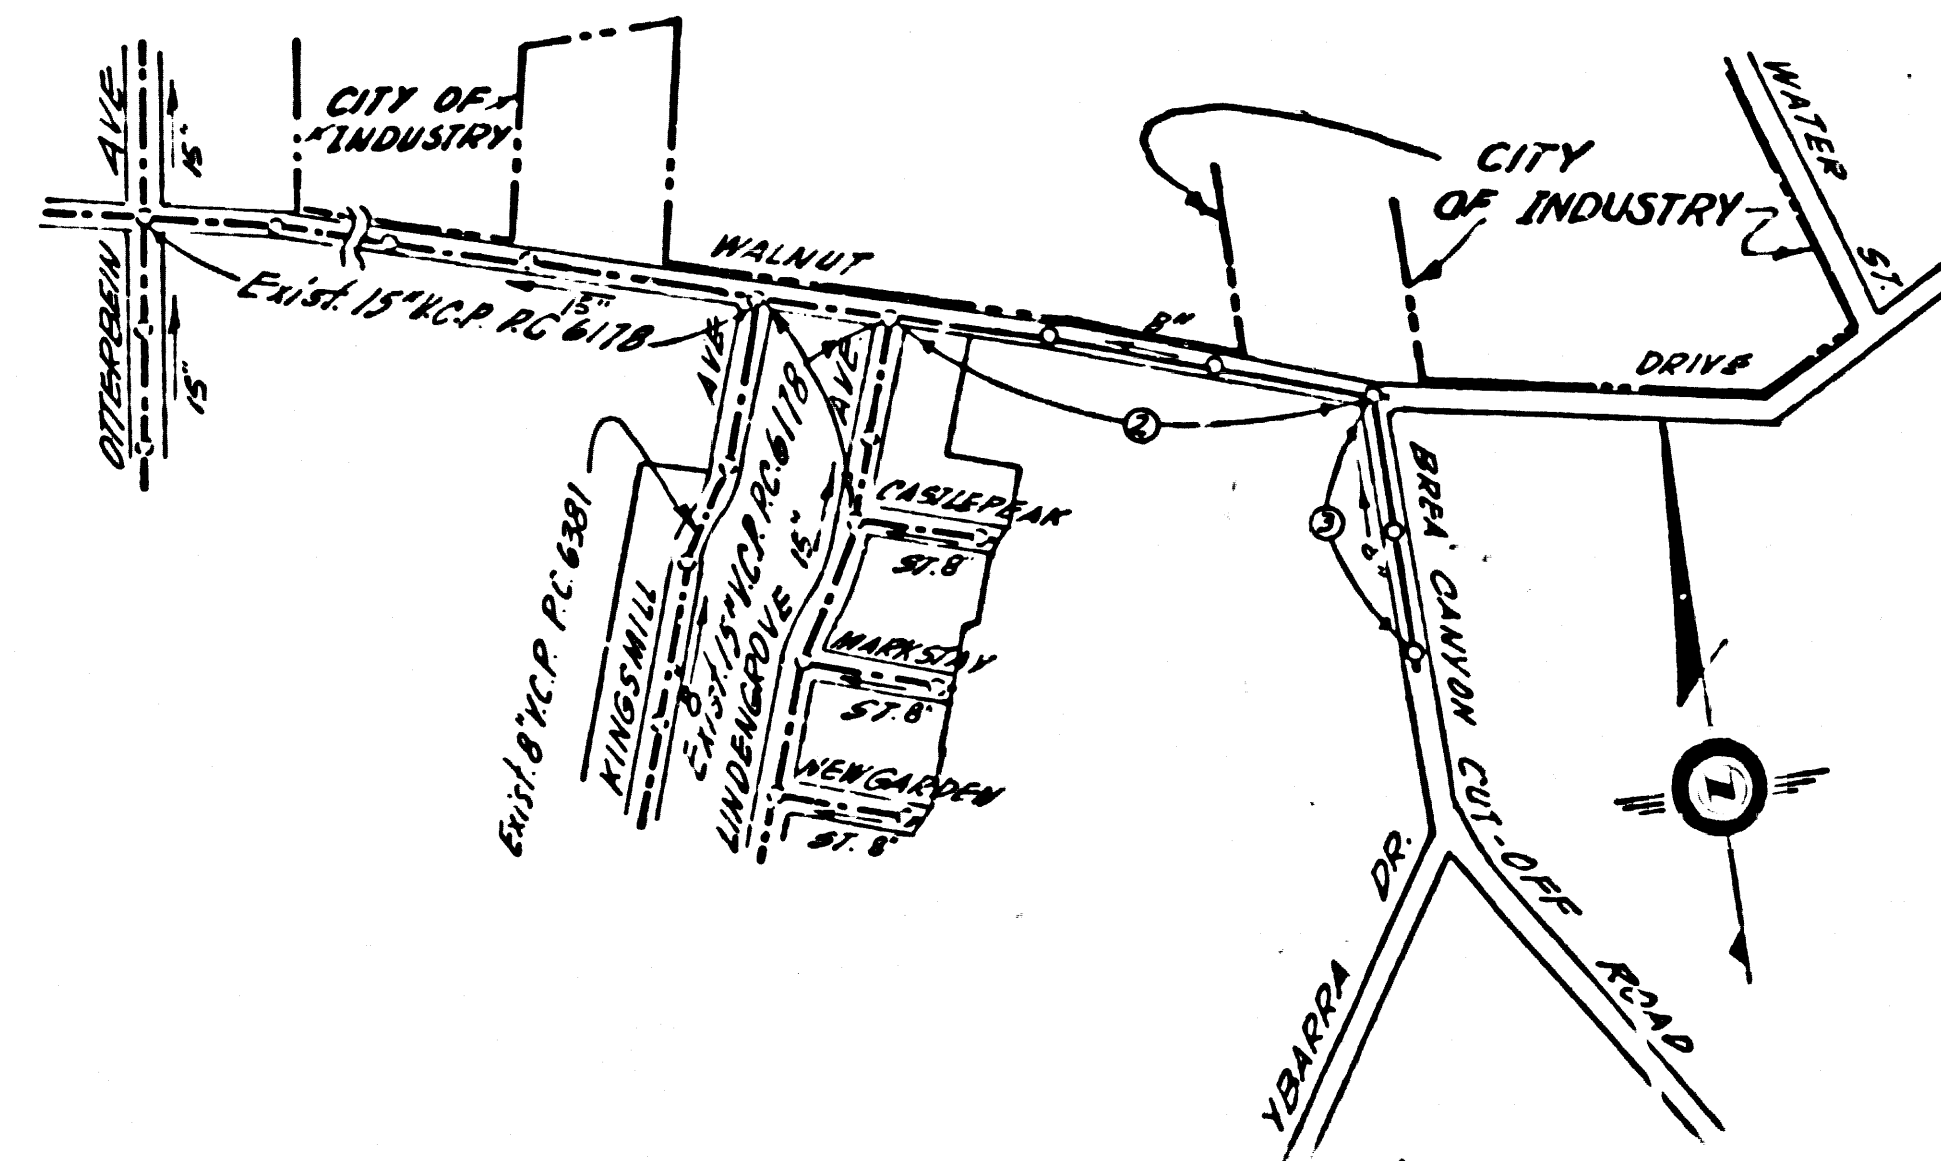 OTTERBEIN AVE
15"
15"
CITY OF
INDUSTRY
WALNUT
DRIVE
Exist. 15" V.C.P. P.C. 6178
15"
8"
CITY
OF INDUSTRY
WATER ST.
KINGSMILL AVE
8"
Exist. 8" V.C.P. P.C. 6381
Exist. 15" V.C.P. P.C. 6178
LINDENGROVE AVE
15"
CASTLEPEAK
ST. 8"
MARKSTAY
ST. 8"
NEWGARDEN
ST. 8"
2
3
8"
BREA CANYON CUT-OFF ROAD
YBARRA DR.